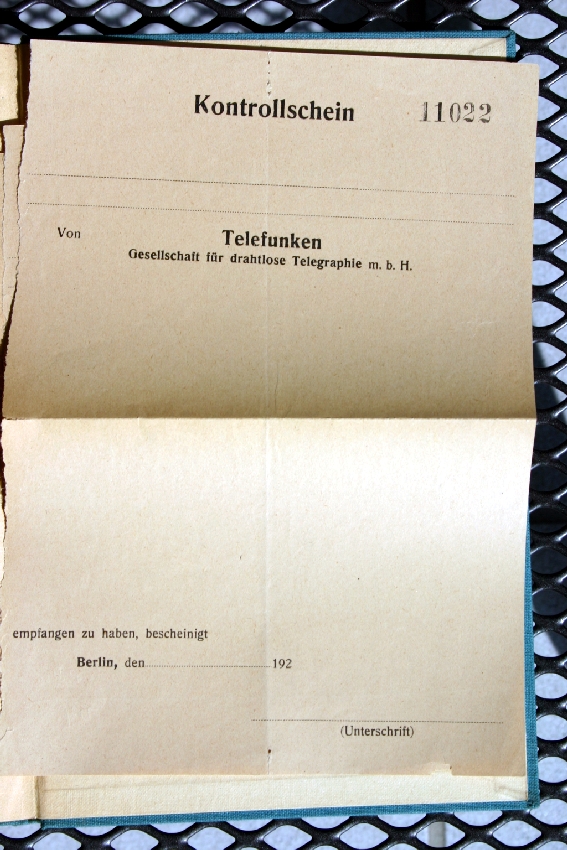 Kontrollschein 11022
Von Telefunken
Gesellschaft für drahtlose Telegraphie m. b. H.
empfangen zu haben, bescheinigt
Berlin, den 192
(Unterschrift)